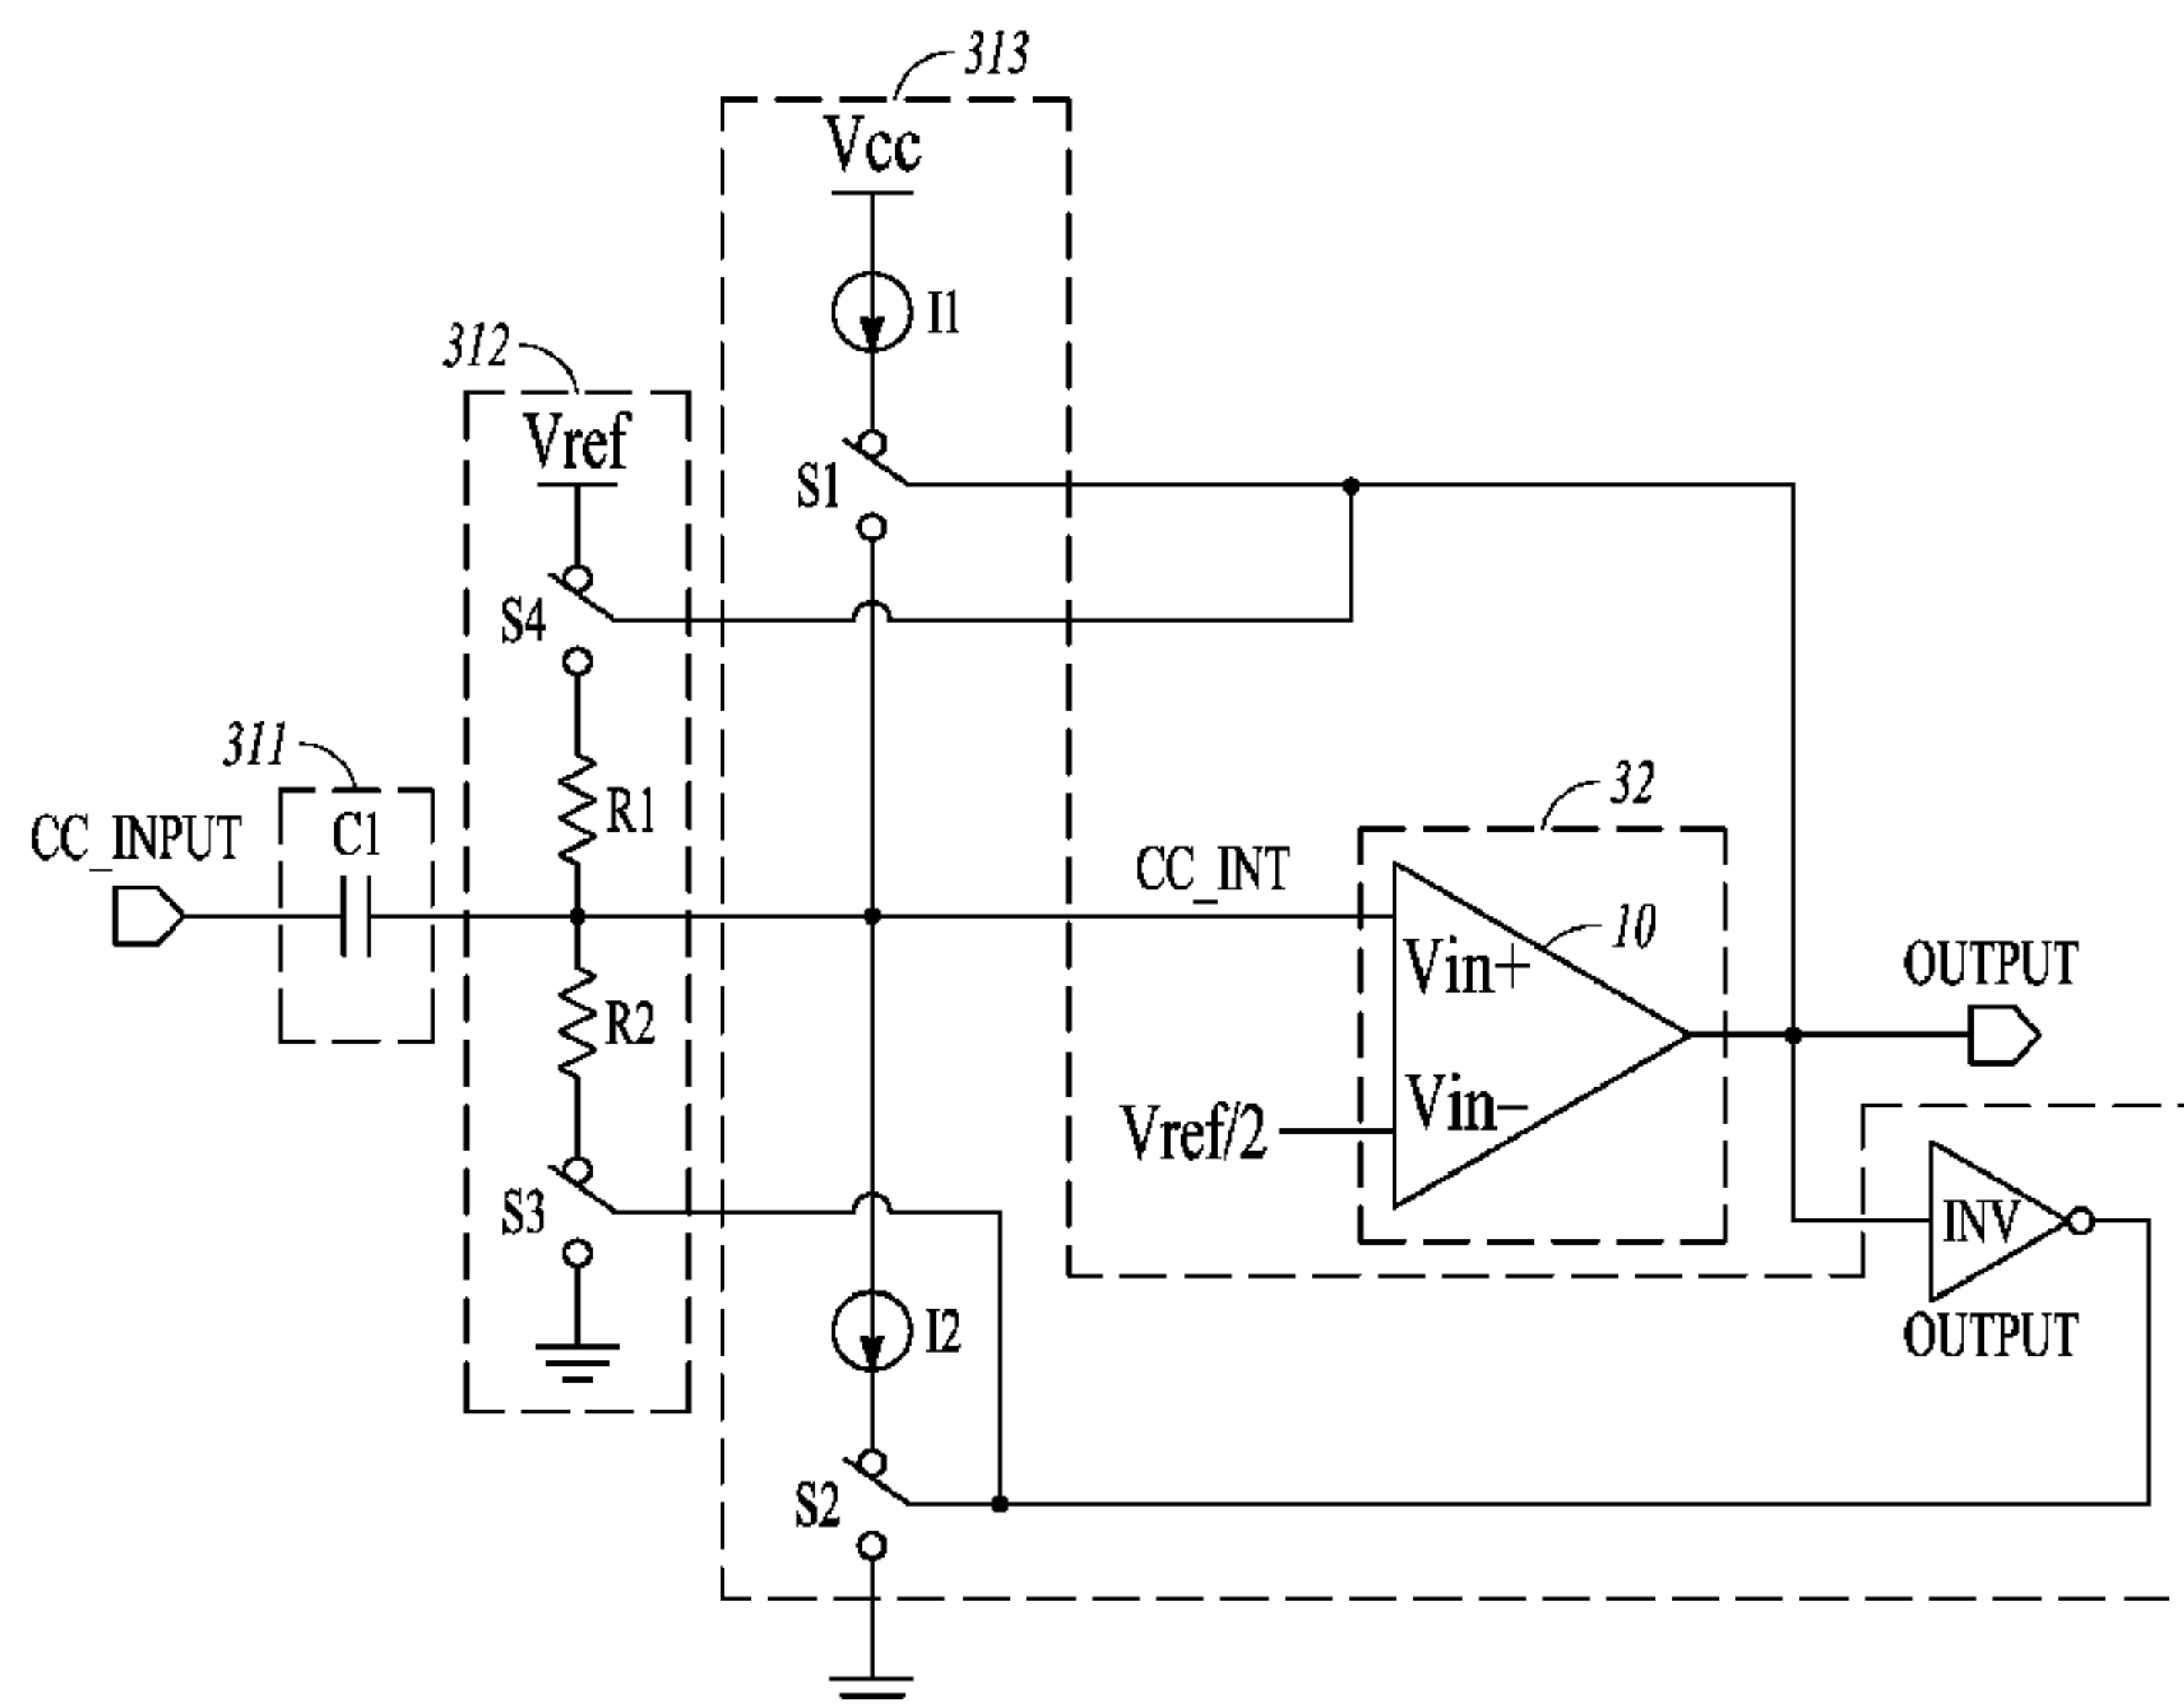 313
Vcc
I1
312
Vref
S1
S4
311
CC_INPUT
C1
R1
CC_INT
32
10
Vin+
OUTPUT
R2
Vref/2
Vin−
S3
INV
I2
OUTPUT
S2